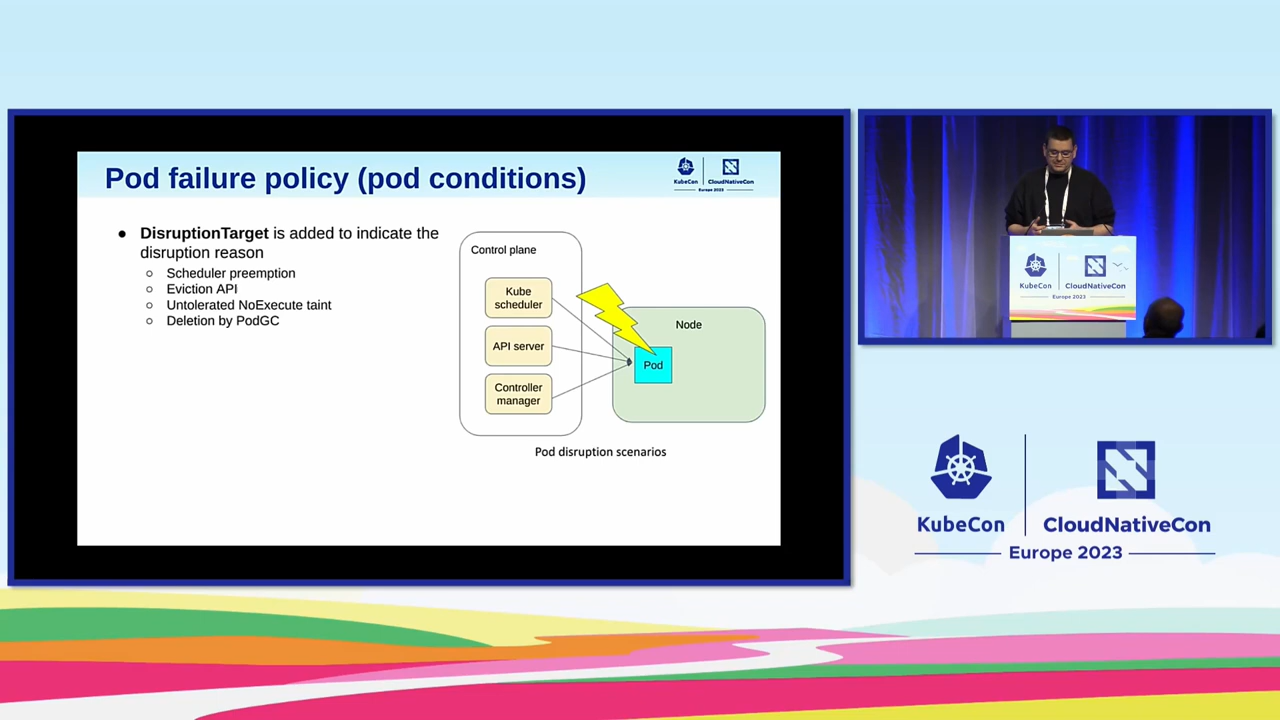 Pod failure policy (pod conditions)
KubeCon
CloudNativeCon
Europe 2023
● DisruptionTarget is added to indicate the
disruption reason
○ Scheduler preemption
○ Eviction API
○ Untolerated NoExecute taint
○ Deletion by PodGC
Control plane
Kube
scheduler
API server
Controller
manager
Node
Pod
Pod disruption scenarios
KubeCon
CloudNativeCon
Europe 2023
KubeCon
CloudNativeCon
Europe 2023